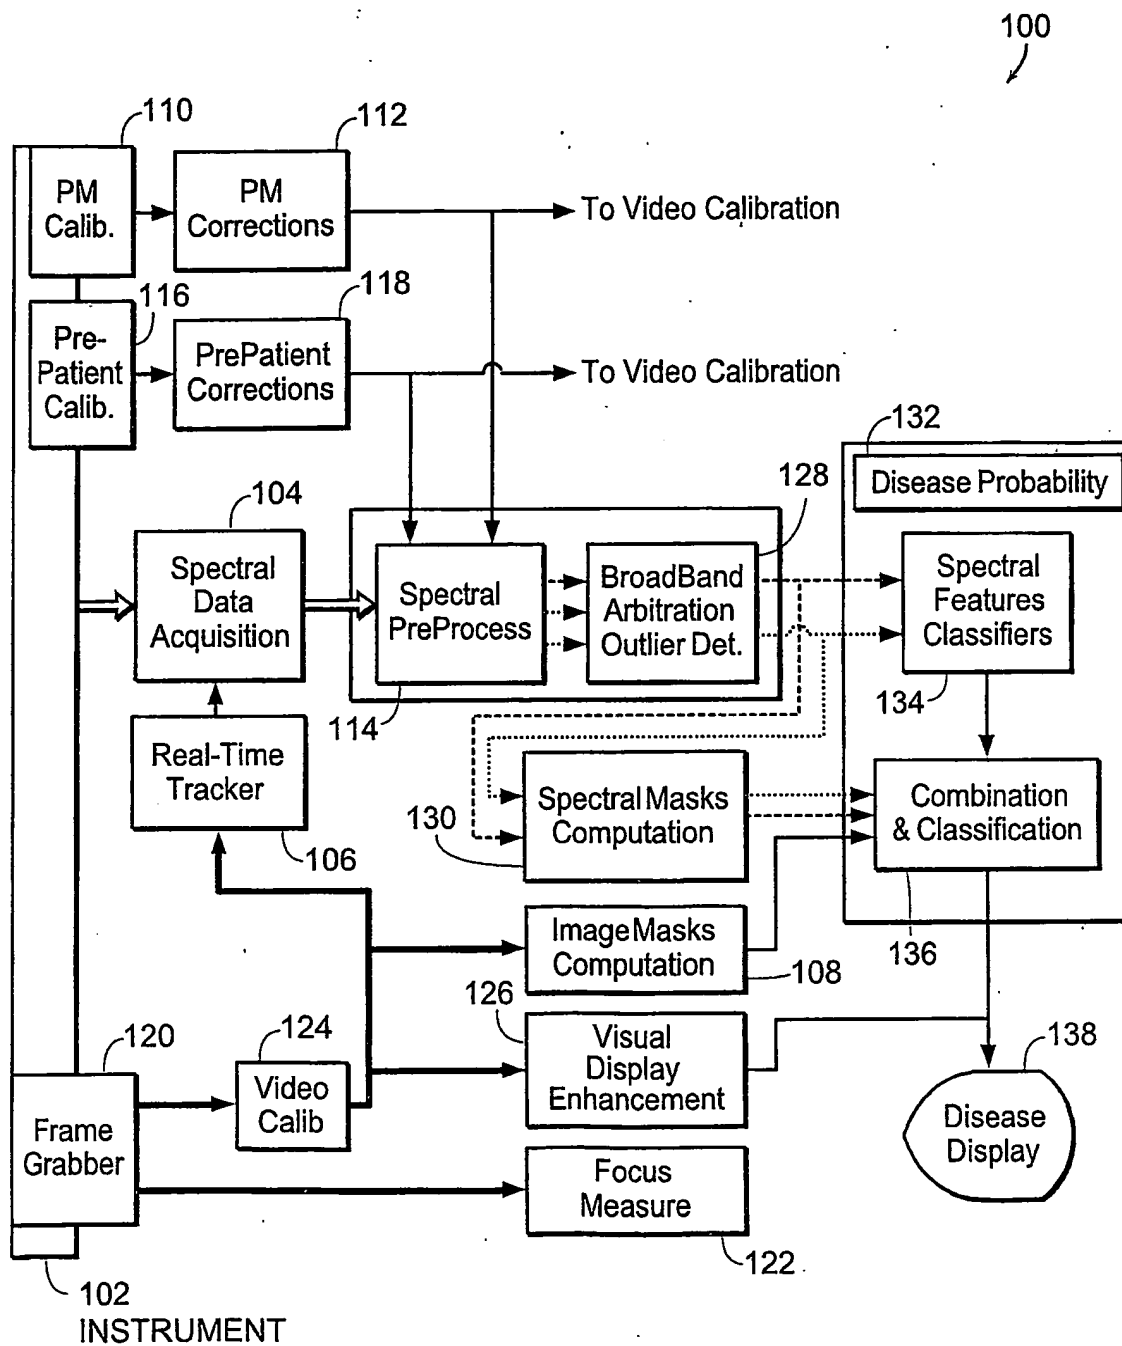 100
110
112
PM
Calib.
PM
Corrections
To Video Calibration
116
118
Pre-
Patient
Calib.
PrePatient
Corrections
To Video Calibration
132
Disease Probability
104
128
Spectral
Data
Acquisition
Spectral
PreProcess
BroadBand
Arbitration
Outlier Det.
Spectral
Features
Classifiers
114
134
Real-Time
Tracker
106
Spectral Masks
Computation
130
Combination
& Classification
136
Image Masks
Computation
108
126
Visual
Display
Enhancement
120
124
Video
Calib
138
Disease
Display
Frame
Grabber
Focus
Measure
122
102
INSTRUMENT